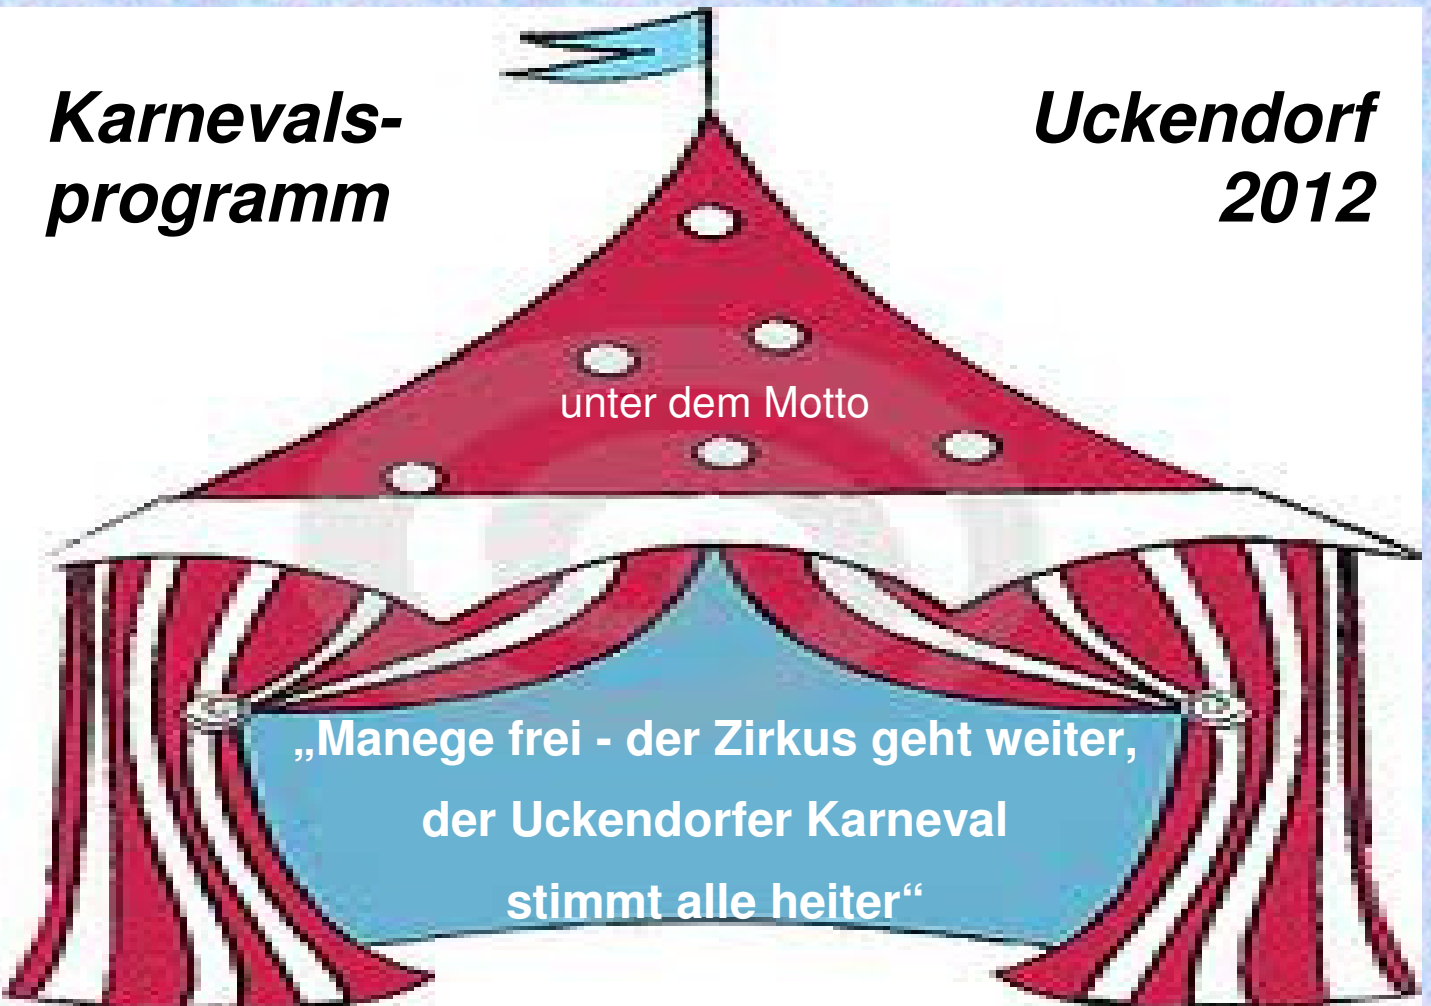 Karnevals-
programm
Uckendorf
2012
unter dem Motto
„Manege frei - der Zirkus geht weiter,
der Uckendorfer Karneval
stimmt alle heiter“